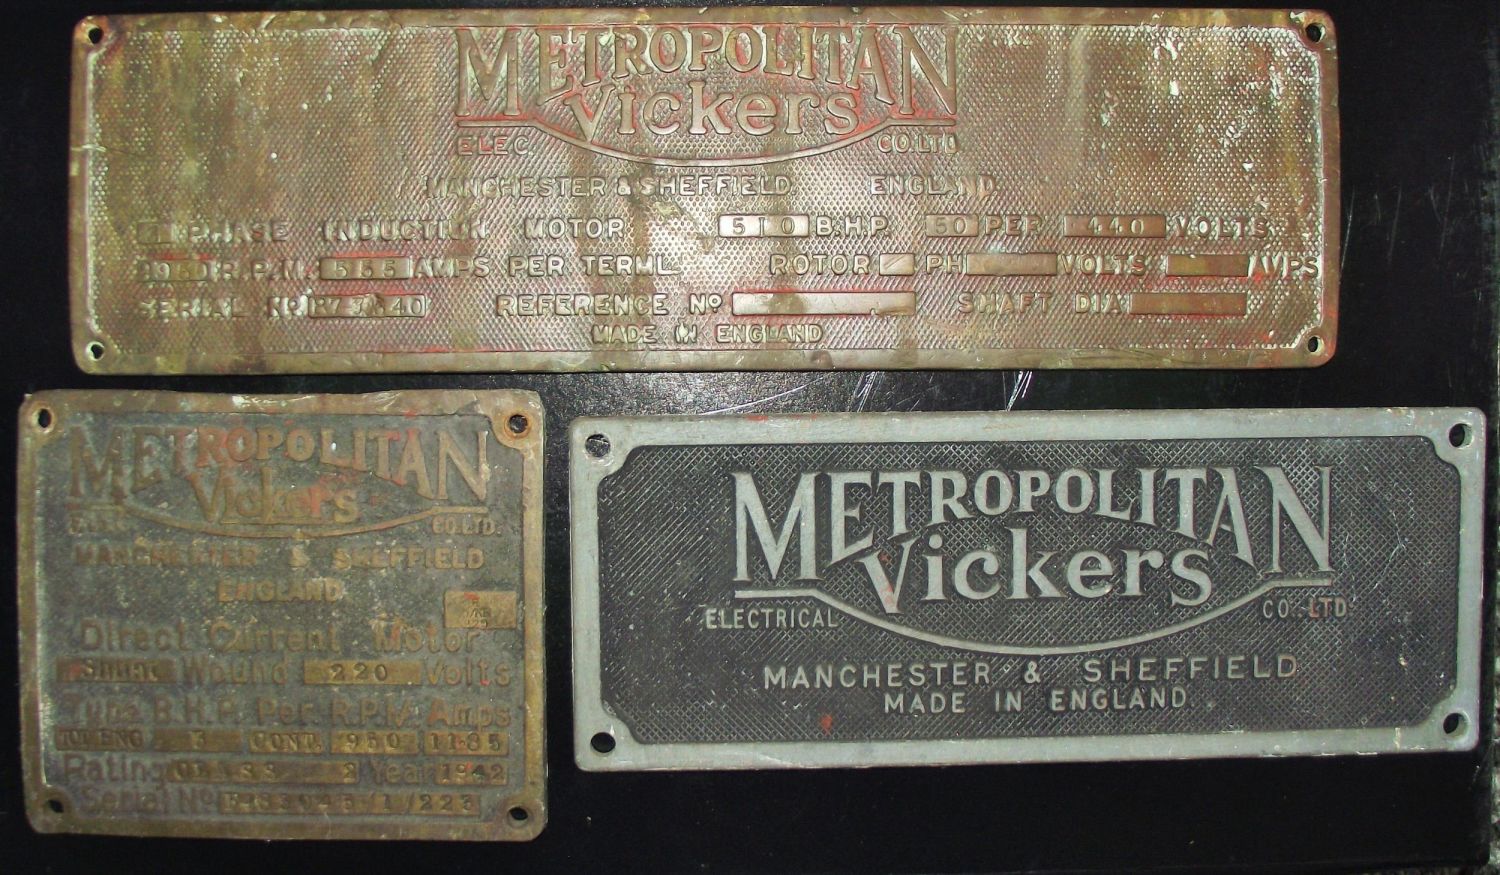 METROPOLITAN
Vickers
ELEC. CO. LTD
MANCHESTER & SHEFFIELD ENGLAND
PHASE INDUCTION MOTOR 510 B.H.P. 50 PER 440 VOLTS
R.P.M. 555 AMPS PER TERML ROTOR PH VOLTS AMPS
SERIAL No. REFERENCE No SHAFT DIA
MADE IN ENGLAND
METROPOLITAN
Vickers
CO. LTD.
MANCHESTER & SHEFFIELD
ENGLAND
Direct Current Motor
Shunt Wound 220 Volts
Type B.H.P. Per. R.P.M. Amps
CONT. 950 11.85
Rating Year 1942
Serial No
METROPOLITAN
Vickers
ELECTRICAL CO. LTD
MANCHESTER & SHEFFIELD
MADE IN ENGLAND.